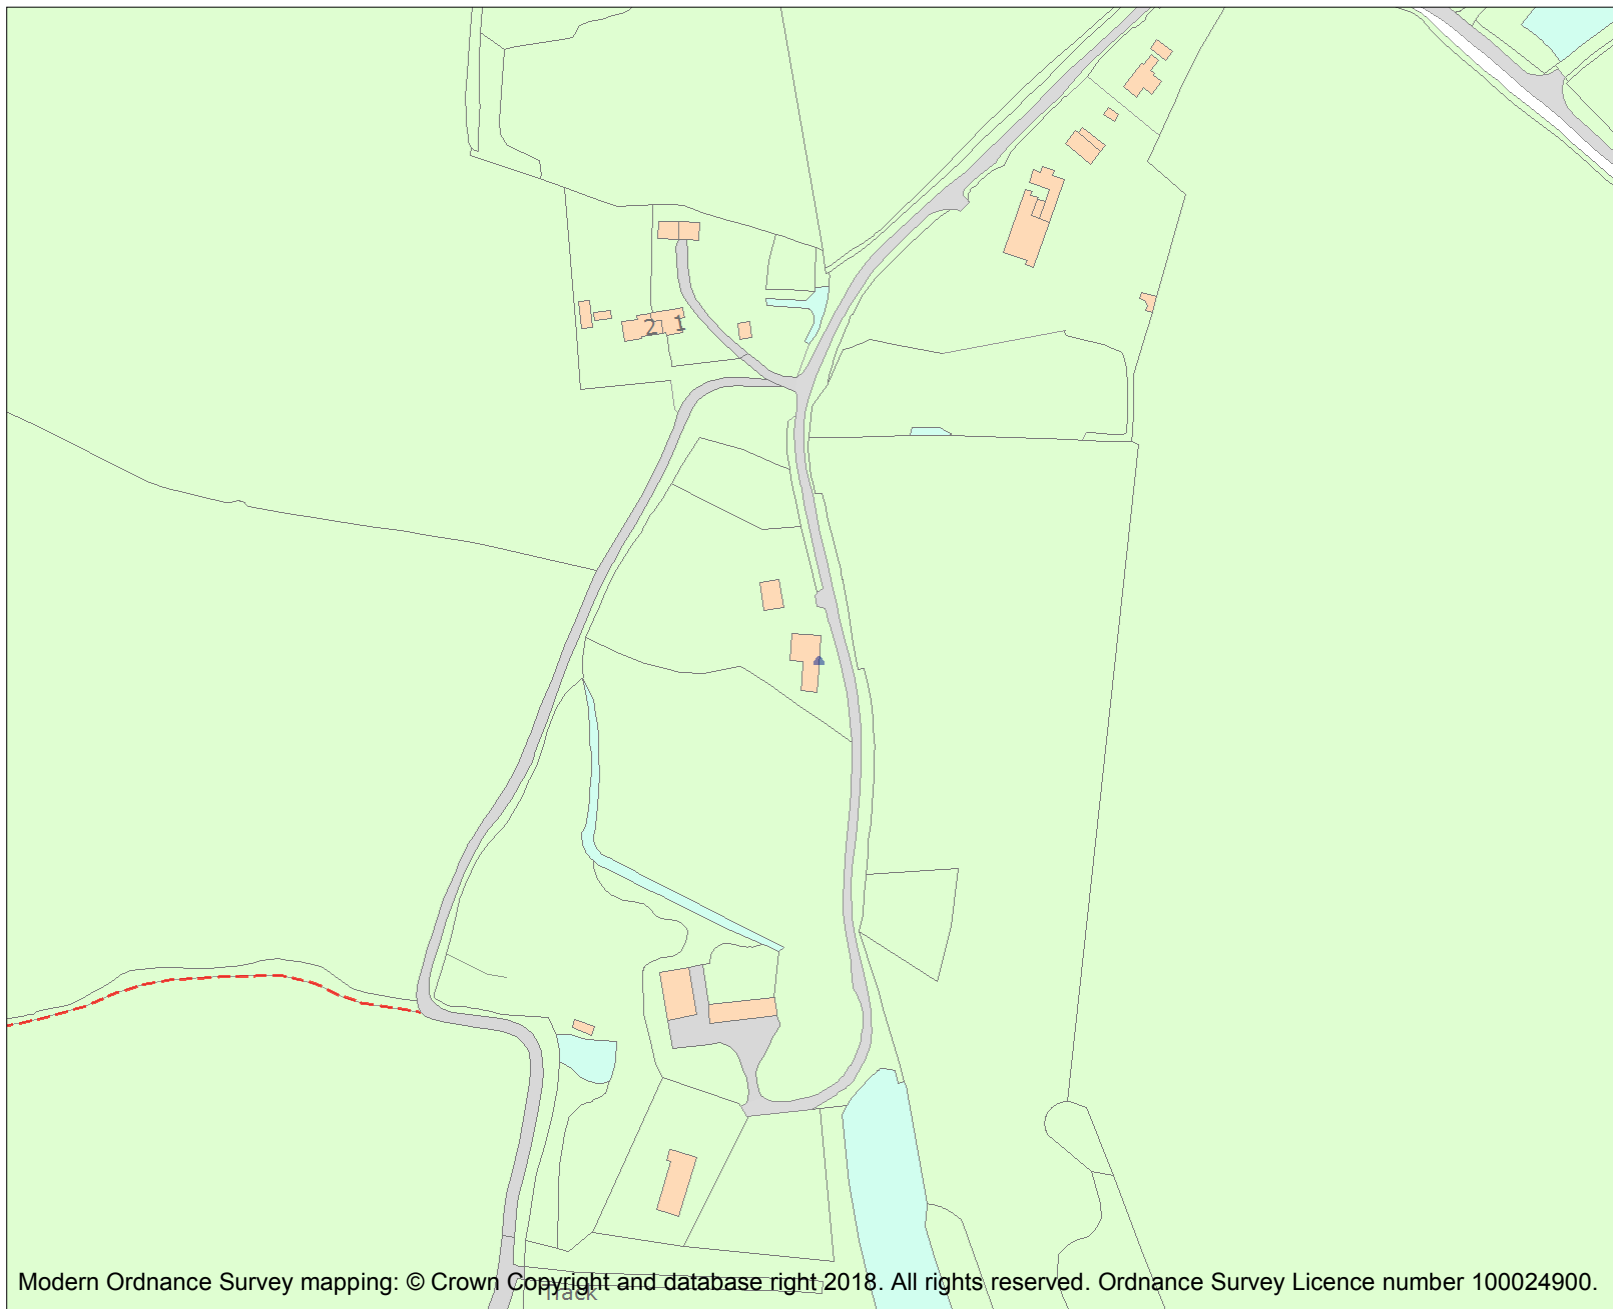 2 1
Modern Ordnance Survey mapping: © Crown Copyright and database right 2018. All rights reserved. Ordnance Survey Licence number 100024900.
Track